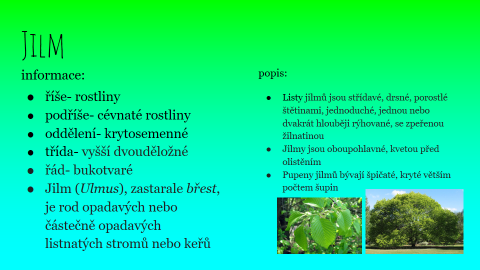 Jilm
informace:
● říše- rostliny
● podříše- cévnaté rostliny
● oddělení- krytosemenné
● třída- vyšší dvouděložné
● řád- bukotvaré
● Jilm (Ulmus), zastarale břest,
je rod opadavých nebo
částečně opadavých
listnatých stromů nebo keřů
popis:
● Listy jilmů jsou střídavé, drsné, porostlé
štětinami, jednoduché, jednou nebo
dvakrát hlouběji rýhované, se zpeřenou
žilnatinou
● Jilmy jsou oboupohlavné, kvetou před
olistěním
● Pupeny jilmů bývají špičaté, kryté větším
počtem šupin